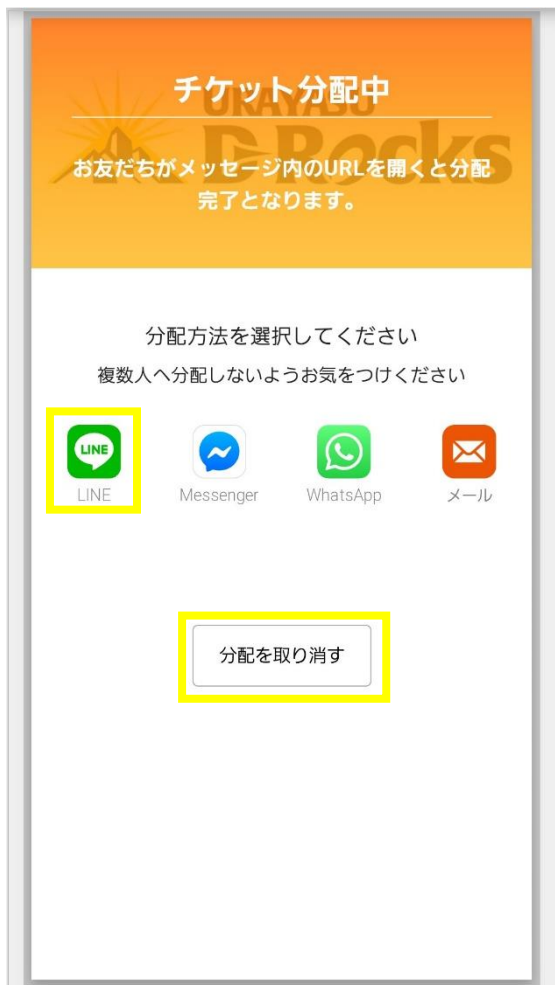 チケット分配中
URAYASU
D-Rocks
お友だちがメッセージ内のURLを開くと分配
完了となります。
分配方法を選択してください
複数人へ分配しないようお気をつけください
LINE
LINE
Messenger
WhatsApp
メール
分配を取り消す